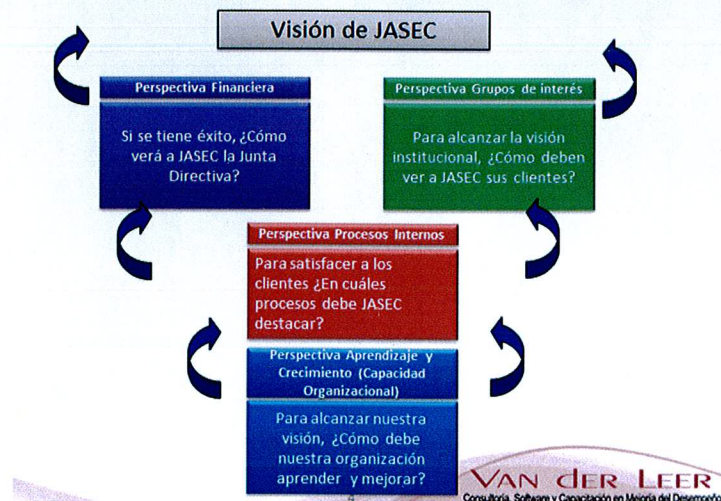 Visión de JASEC
Perspectiva Financiera
Si se tiene éxito, ¿Cómo
verá a JASEC la Junta
Directiva?
Perspectiva Grupos de interés
Para alcanzar la visión
institucional, ¿Cómo deben
ver a JASEC sus clientes?
Perspectiva Procesos Internos
Para satisfacer a los
clientes ¿En cuáles
procesos debe JASEC
destacar?
Perspectiva Aprendizaje y
Crecimiento (Capacidad
Organizacional)
Para alcanzar nuestra
visión, ¿Cómo debe
nuestra organización
aprender y mejorar?
4
VAN dER LEER
Consultoría, Software y Capacitación en Mejoría del Desempeño